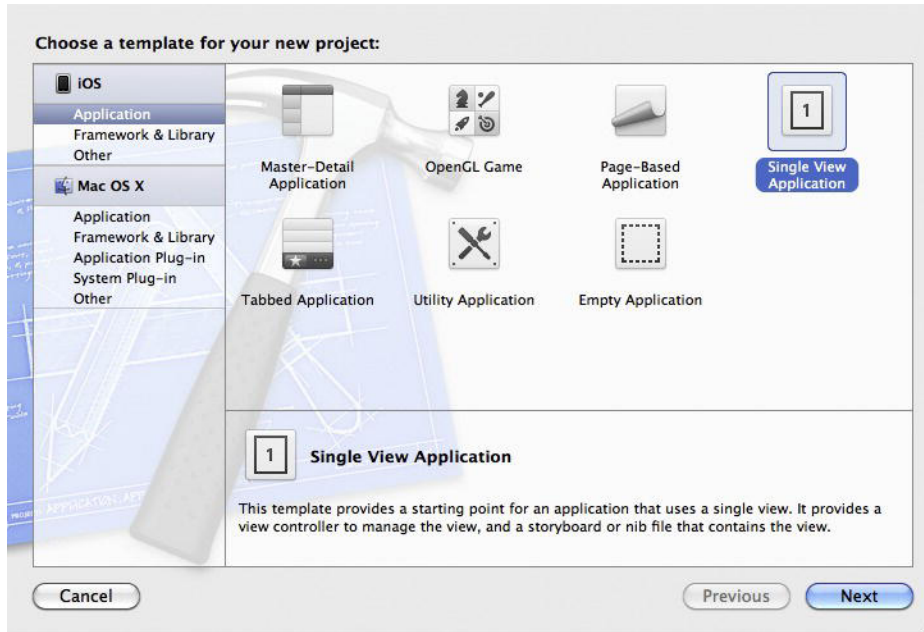 Choose a template for your new project:
iOS
Application
Framework & Library
Other
Mac OS X
Application
Framework & Library
Application Plug-in
System Plug-in
Other
Master-Detail
Application
OpenGL Game
Page-Based
Application
1
Single View
Application
Tabbed Application
Utility Application
Empty Application
1
Single View Application
This template provides a starting point for an application that uses a single view. It provides a
view controller to manage the view, and a storyboard or nib file that contains the view.
Cancel
Previous
Next